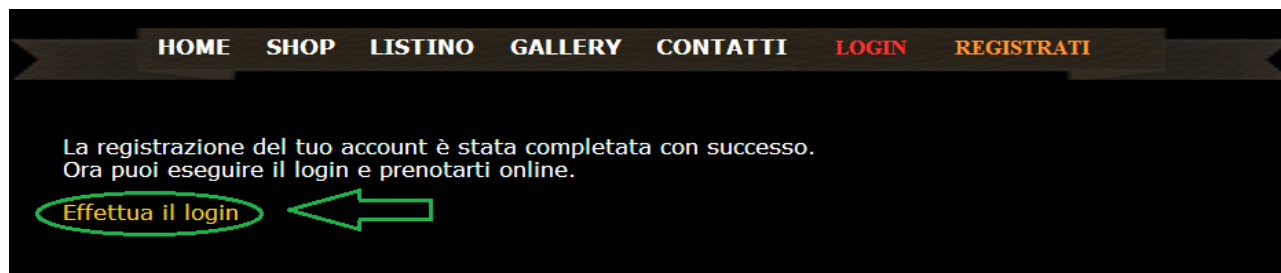 HOME SHOP LISTINO GALLERY CONTATTI LOGIN REGISTRATI
La registrazione del tuo account è stata completata con successo.
Ora puoi eseguire il login e prenotarti online.
Effettua il login